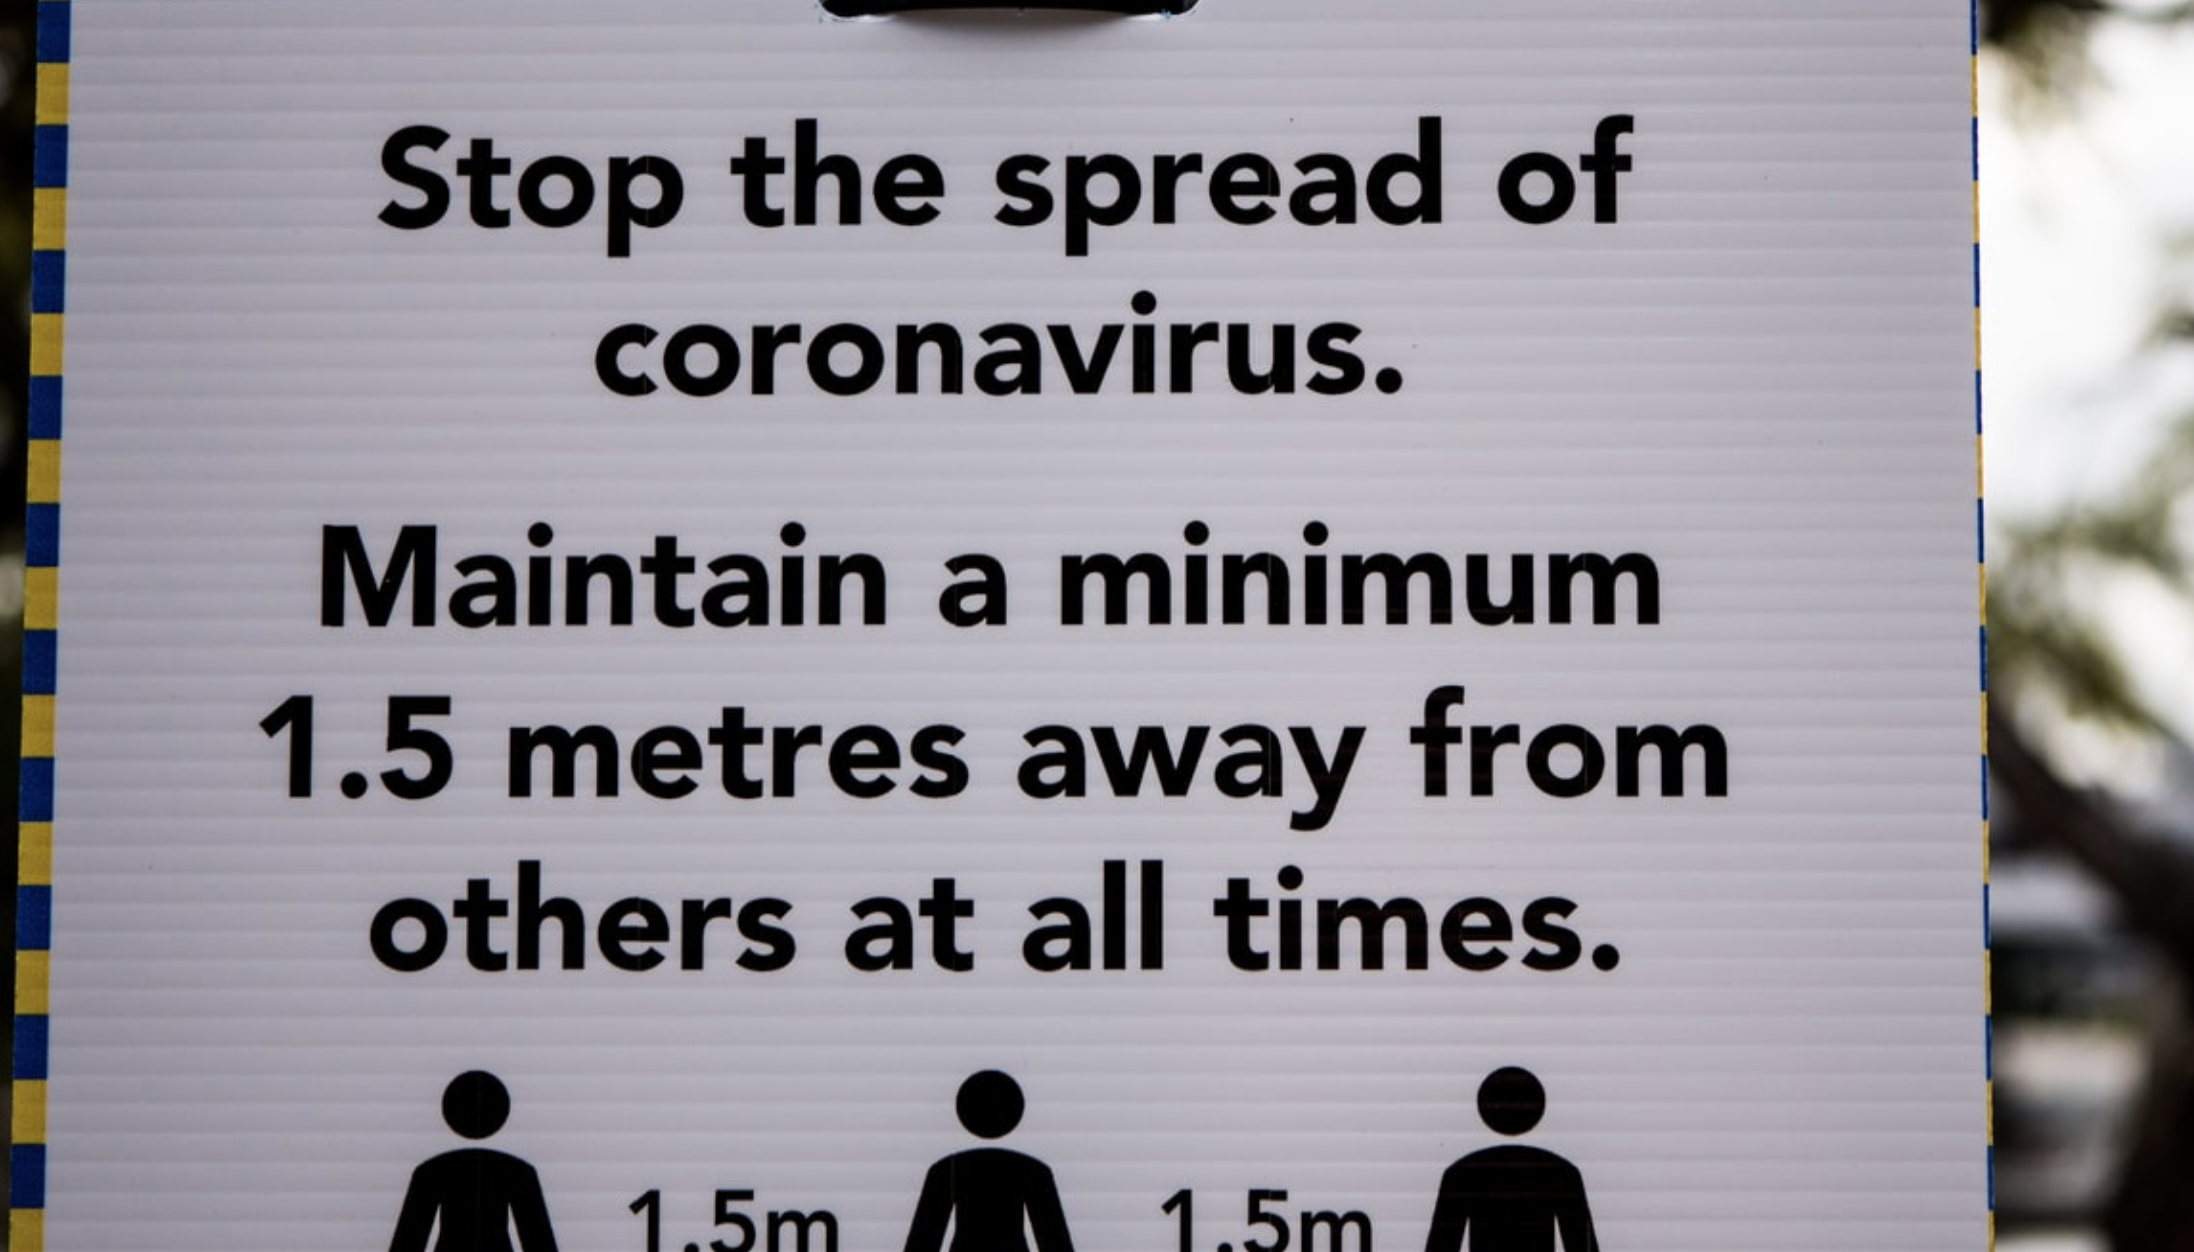 Stop the spread of
coronavirus.
Maintain a minimum
1.5 metres away from
others at all times.
1.5m 1.5m